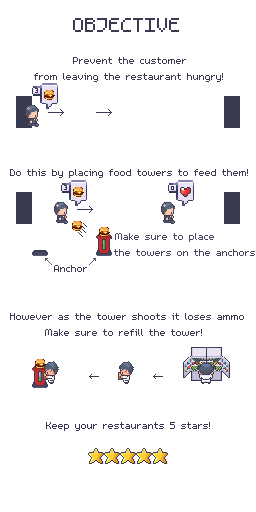 OBJECTIVE
Prevent the customer
from leaving the restaurant hungry!
3
Do this by placing food towers to feed them!
3
0
Make sure to place
the towers on the anchors
Anchor
However as the tower shoots it loses ammo
Make sure to refill the tower!
Keep your restaurants 5 stars!